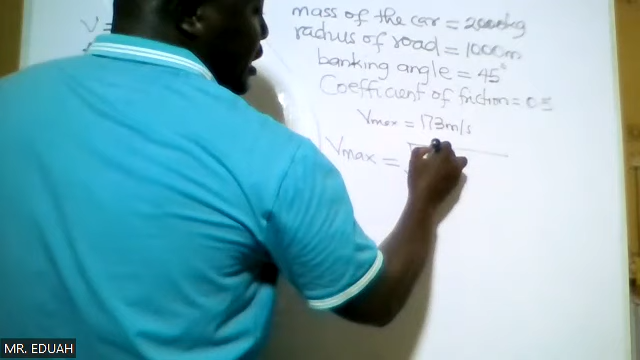 mass of the car = 2000kg
V =
radius of road = 1000m
banking angle = 45°
Coefficient of friction = 0.5
Vmax = 173m/s
Vmax =
MR. EDUAH